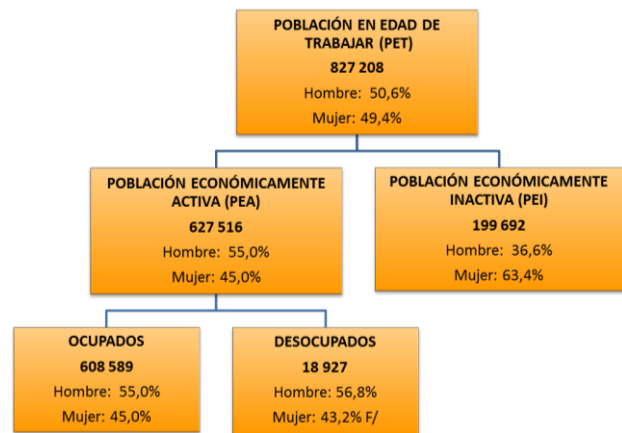 POBLACIÓN EN EDAD DE
TRABAJAR (PET)
827 208
Hombre: 50,6%
Mujer: 49,4%
POBLACIÓN ECONÓMICAMENTE
ACTIVA (PEA)
627 516
Hombre: 55,0%
Mujer: 45,0%
POBLACIÓN ECONÓMICAMENTE
INACTIVA (PEI)
199 692
Hombre: 36,6%
Mujer: 63,4%
OCUPADOS
608 589
Hombre: 55,0%
Mujer: 45,0%
DESOCUPADOS
18 927
Hombre: 56,8%
Mujer: 43,2% F/